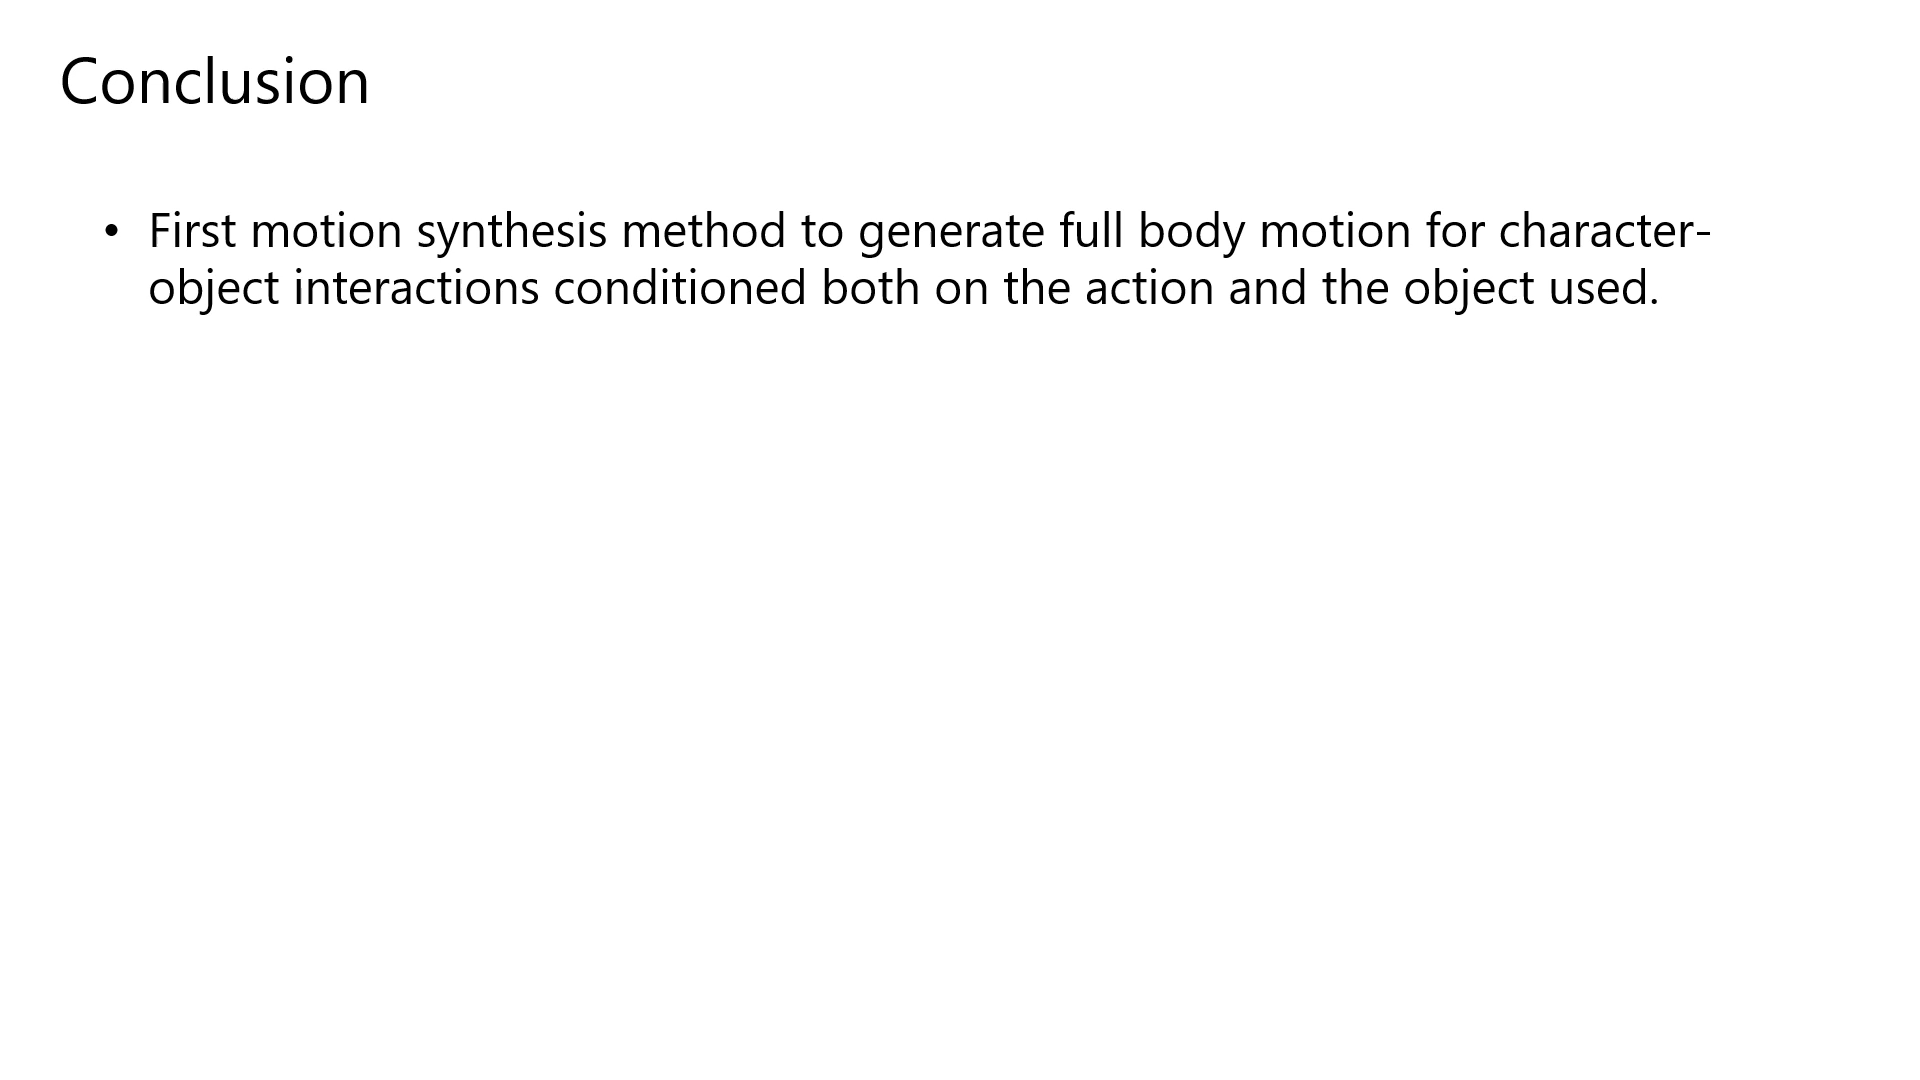 Conclusion
• First motion synthesis method to generate full body motion for character-
object interactions conditioned both on the action and the object used.